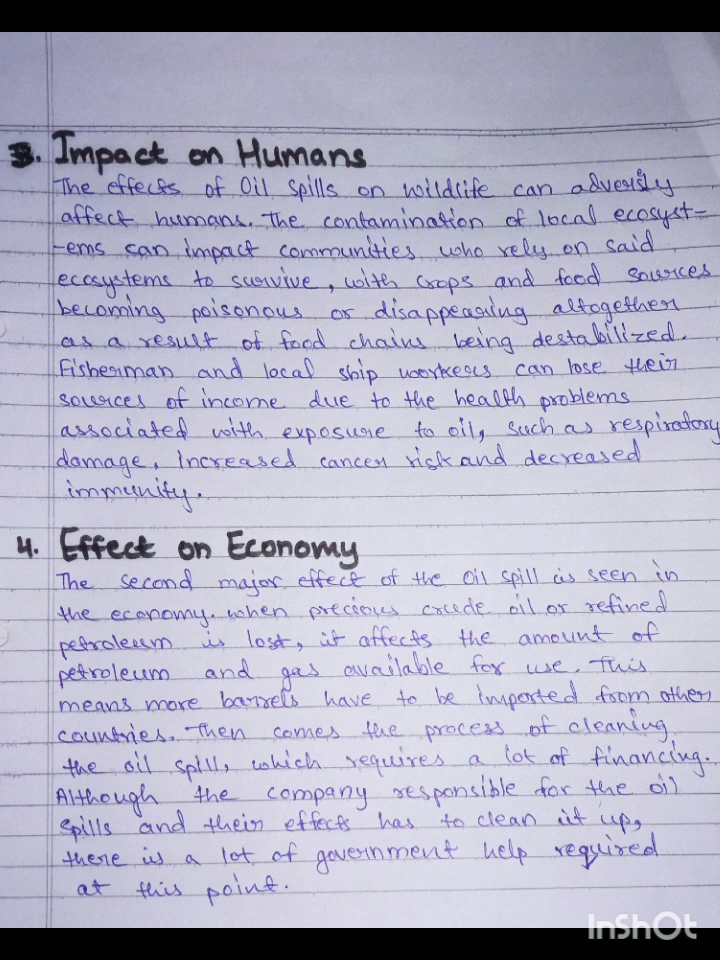 3. Impact on Humans
The effects of Oil Spills on wildlife can adversly
affect humans. The contamination of local ecosyst-
-ems can impact communities who rely on said
ecosystems to survive, with crops and food sources
becoming poisonous or disappearing altogether
as a result of food chains being destabilized.
Fisherman and local ship workers can lose their
sources of income due to the health problems
associated with exposure to oil, such as respiratory
damage, increased cancer risk and decreased
immunity.
4. Effect on Economy
The second major effect of the oil spill is seen in
the economy. when precious crude oil or refined
petroleum is lost, it affects the amount of
petroleum and gas available for use. This
means more barrels have to be imported from other
countries. Then comes the process of cleaning
the oil spill, which requires a lot of financing.
Although the company responsible for the oil
spills and their effects has to clean it up,
there is a lot of government help required
at this point.
InShOt